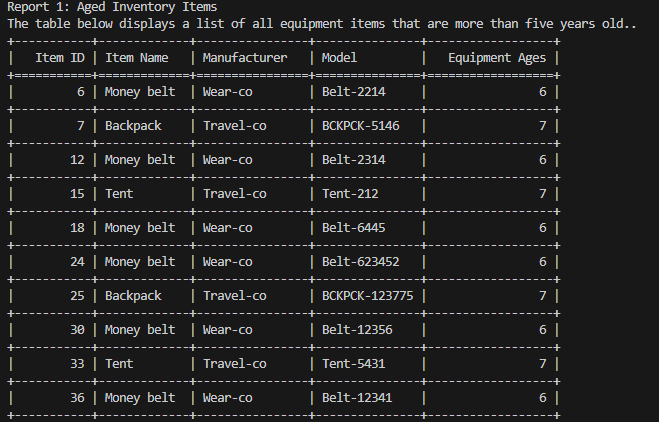 Report 1: Aged Inventory Items
The table below displays a list of all equipment items that are more than five years old..
+-----------+-------------+----------------+--------------+------------------+
|   Item ID | Item Name   | Manufacturer   | Model        |   Equipment Ages |
+===========+=============+================+==============+==================+
|         6 | Money belt  | Wear-co        | Belt-2214    |                6 |
+-----------+-------------+----------------+--------------+------------------+
|         7 | Backpack    | Travel-co      | BCKPCK-5146  |                7 |
+-----------+-------------+----------------+--------------+------------------+
|        12 | Money belt  | Wear-co        | Belt-2314    |                6 |
+-----------+-------------+----------------+--------------+------------------+
|        15 | Tent        | Travel-co      | Tent-212     |                7 |
+-----------+-------------+----------------+--------------+------------------+
|        18 | Money belt  | Wear-co        | Belt-6445    |                6 |
+-----------+-------------+----------------+--------------+------------------+
|        24 | Money belt  | Wear-co        | Belt-623452  |                6 |
+-----------+-------------+----------------+--------------+------------------+
|        25 | Backpack    | Travel-co      | BCKPCK-123775 |                7 |
+-----------+-------------+----------------+--------------+------------------+
|        30 | Money belt  | Wear-co        | Belt-12356   |                6 |
+-----------+-------------+----------------+--------------+------------------+
|        33 | Tent        | Travel-co      | Tent-5431    |                7 |
+-----------+-------------+----------------+--------------+------------------+
|        36 | Money belt  | Wear-co        | Belt-12341   |                6 |
+-----------+-------------+----------------+--------------+------------------+